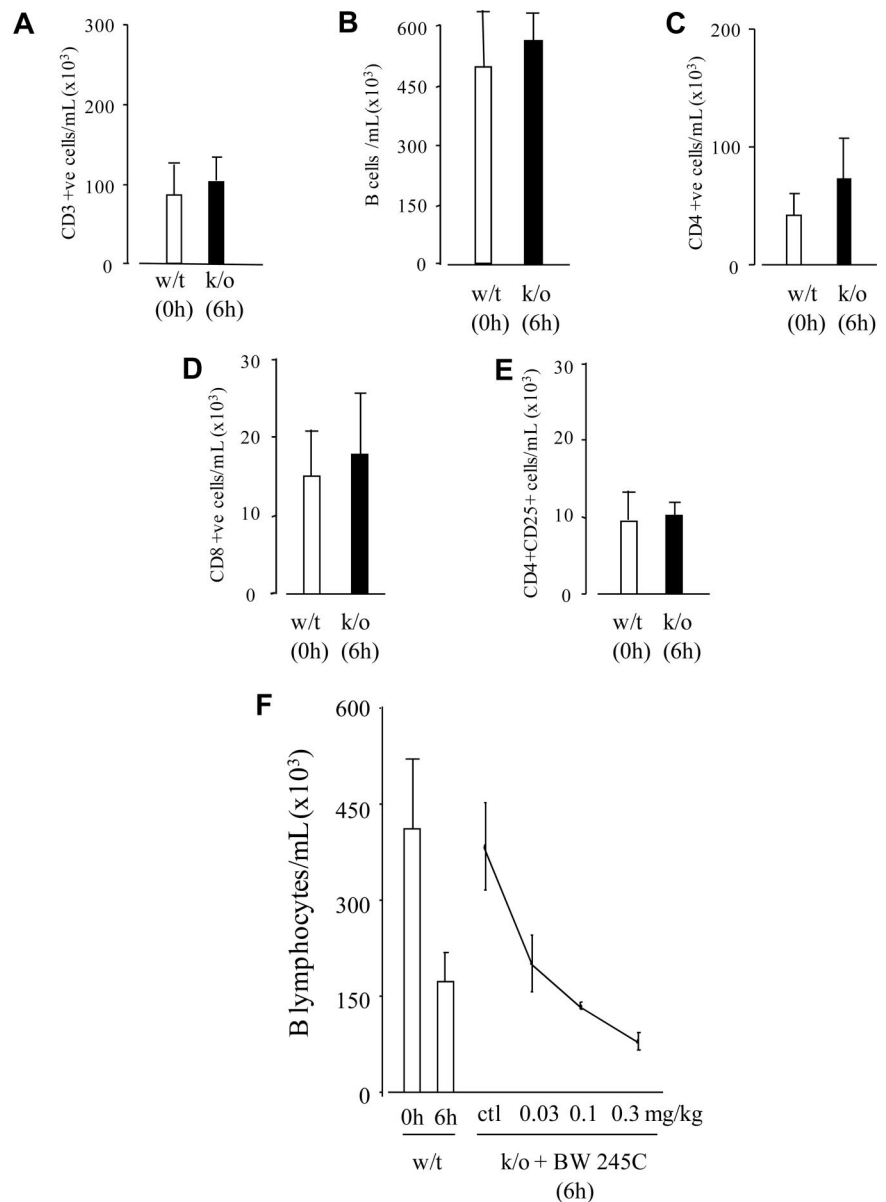 A
CD3 +ve cells/mL (x10³)
300
200
100
0
w/t
(0h)
k/o
(6h)
B
B cells /mL (x10³)
600
450
300
150
0
w/t
(0h)
k/o
(6h)
C
CD4 +ve cells/mL (x10³)
200
100
0
w/t
(0h)
k/o
(6h)
D
CD8 +ve cells/mL (x10³)
30
20
10
0
w/t
(0h)
k/o
(6h)
E
CD4+CD25+ cells/mL (x10³)
30
20
10
0
w/t
(0h)
k/o
(6h)
F
B lymphocytes/mL (x10³)
600
450
300
150
0
0h 6h ctl 0.03 0.1 0.3 mg/kg
w/t k/o + BW 245C
(6h)